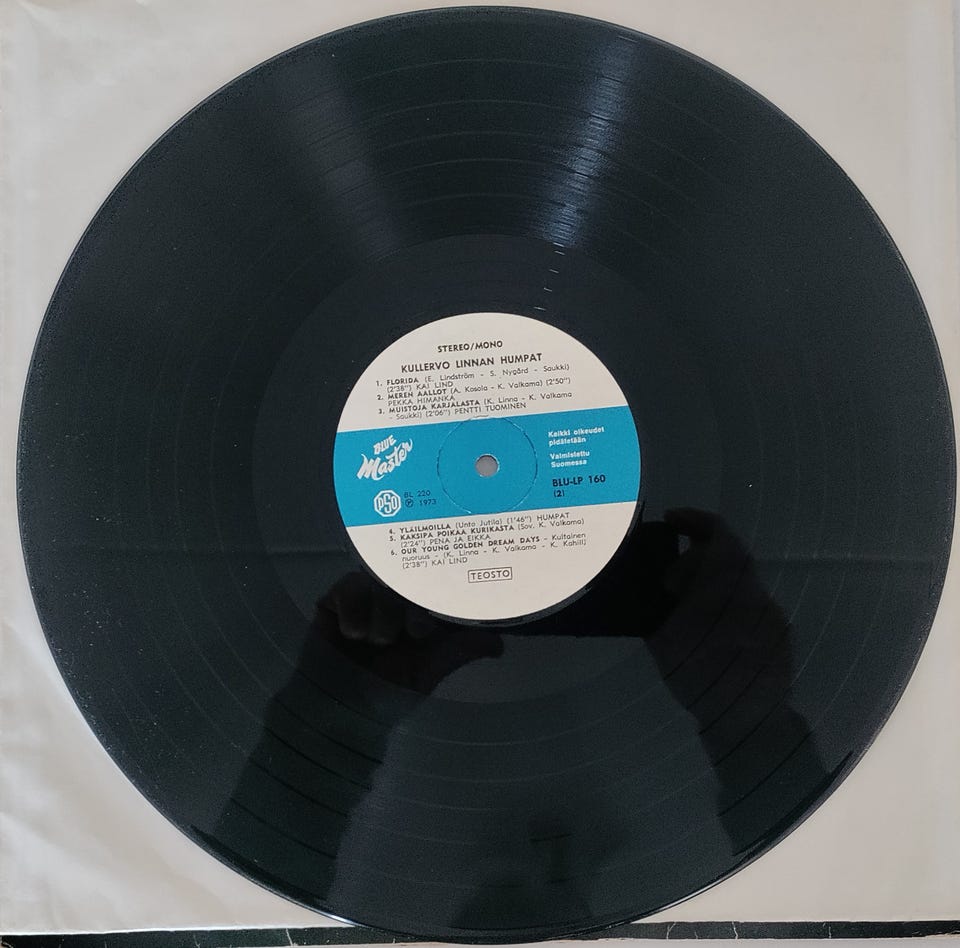 STEREO/MONO
KULLERVO LINNAN HUMPAT
1. FLORIDA (E. Lindström - S. Nygård - Saukki)
(2'38") KAI LIND
2. MEREN AALLOT (A. Kosola - K. Valkama) (2'50")
PEKKA HIMANKA
3. MUISTOJA KARJALASTA (K. Linna - K. Valkama
- Saukki) (2'06") PENTTI TUOMINEN
BLUE
Master
Kaikki oikeudet
pidätetään
Valmistettu
Suomessa
PSO
BL 220
℗ 1973
BLU-LP 160
(2)
4. YLÄILMOILLA (Unto Jutila) (1'46") HUMPAT
5. KAKSIPA POIKAA KURIKASTA (Sov. K. Valkama)
(2'24") PENA JA EIKKA
6. OUR YOUNG GOLDEN DREAM DAYS - Kultainen
nuoruus - (K. Linna - K. Valkama - K. Kahill)
(2'38") KAI LIND
TEOSTO